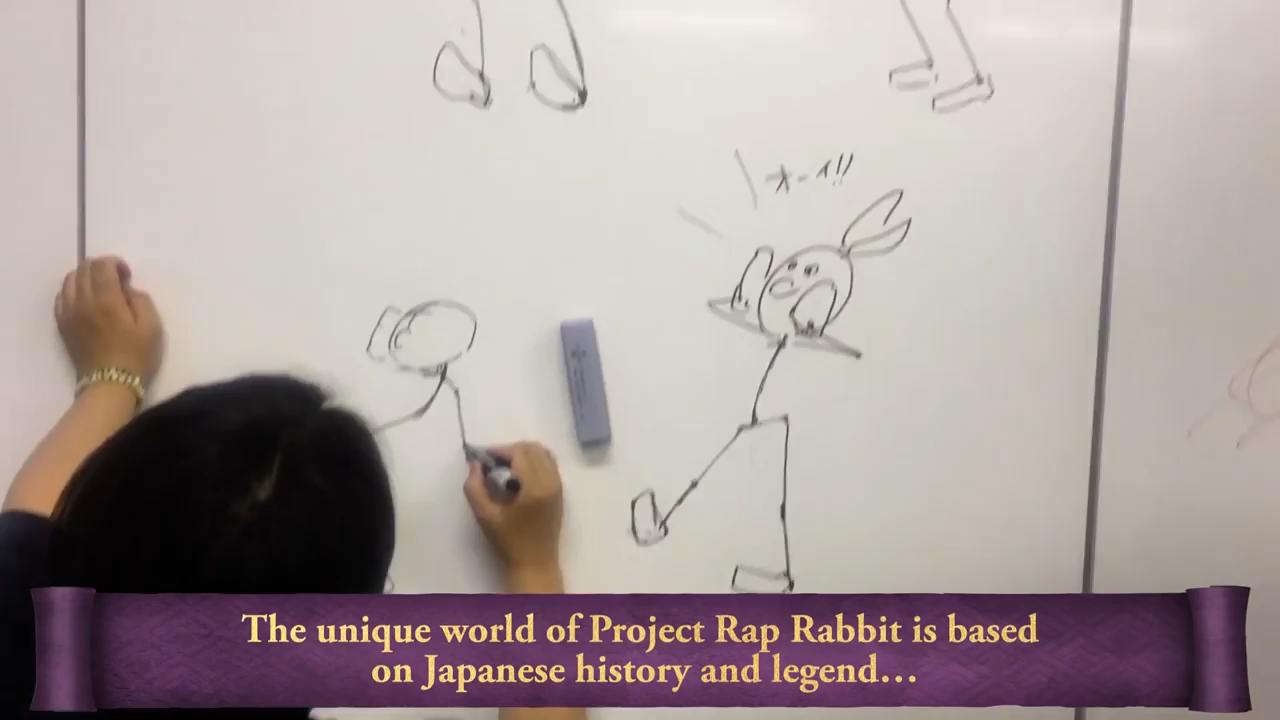 オーイ!!
The unique world of Project Rap Rabbit is based
on Japanese history and legend…